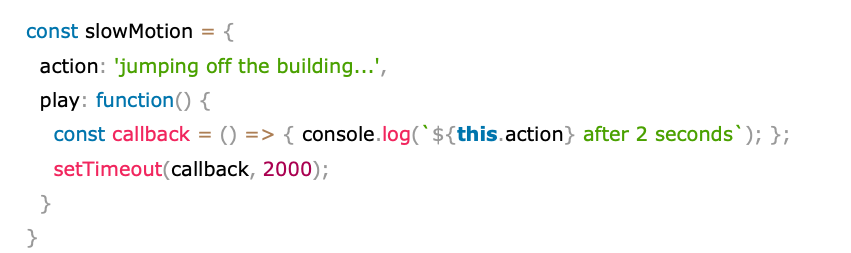 const slowMotion = {
action: 'jumping off the building...',
play: function() {
const callback = () => { console.log(`${this.action} after 2 seconds`); };
setTimeout(callback, 2000);
}
}